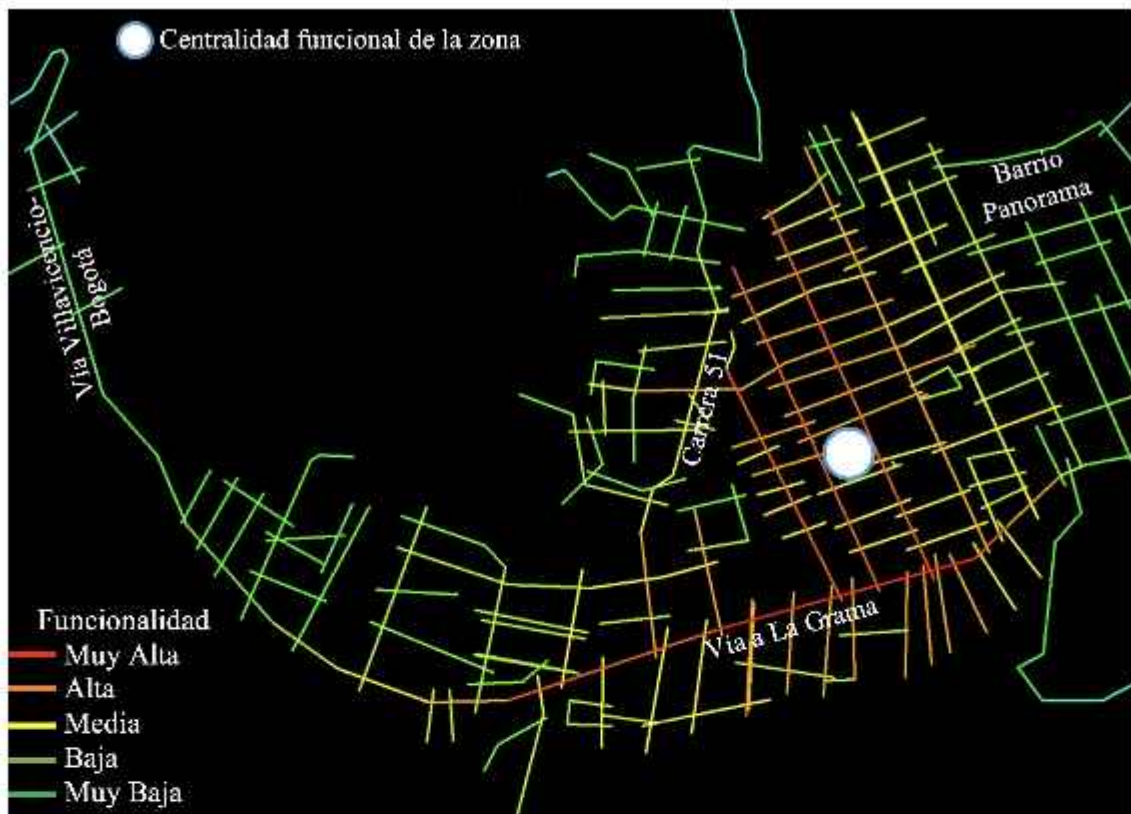 Centralidad funcional de la zona
Barrio
Panorama
Vía Villavicencio-
Bogotá
Carrera 51
Via a La Grama
Funcionalidad
Muy Alta
Alta
Media
Baja
Muy Baja